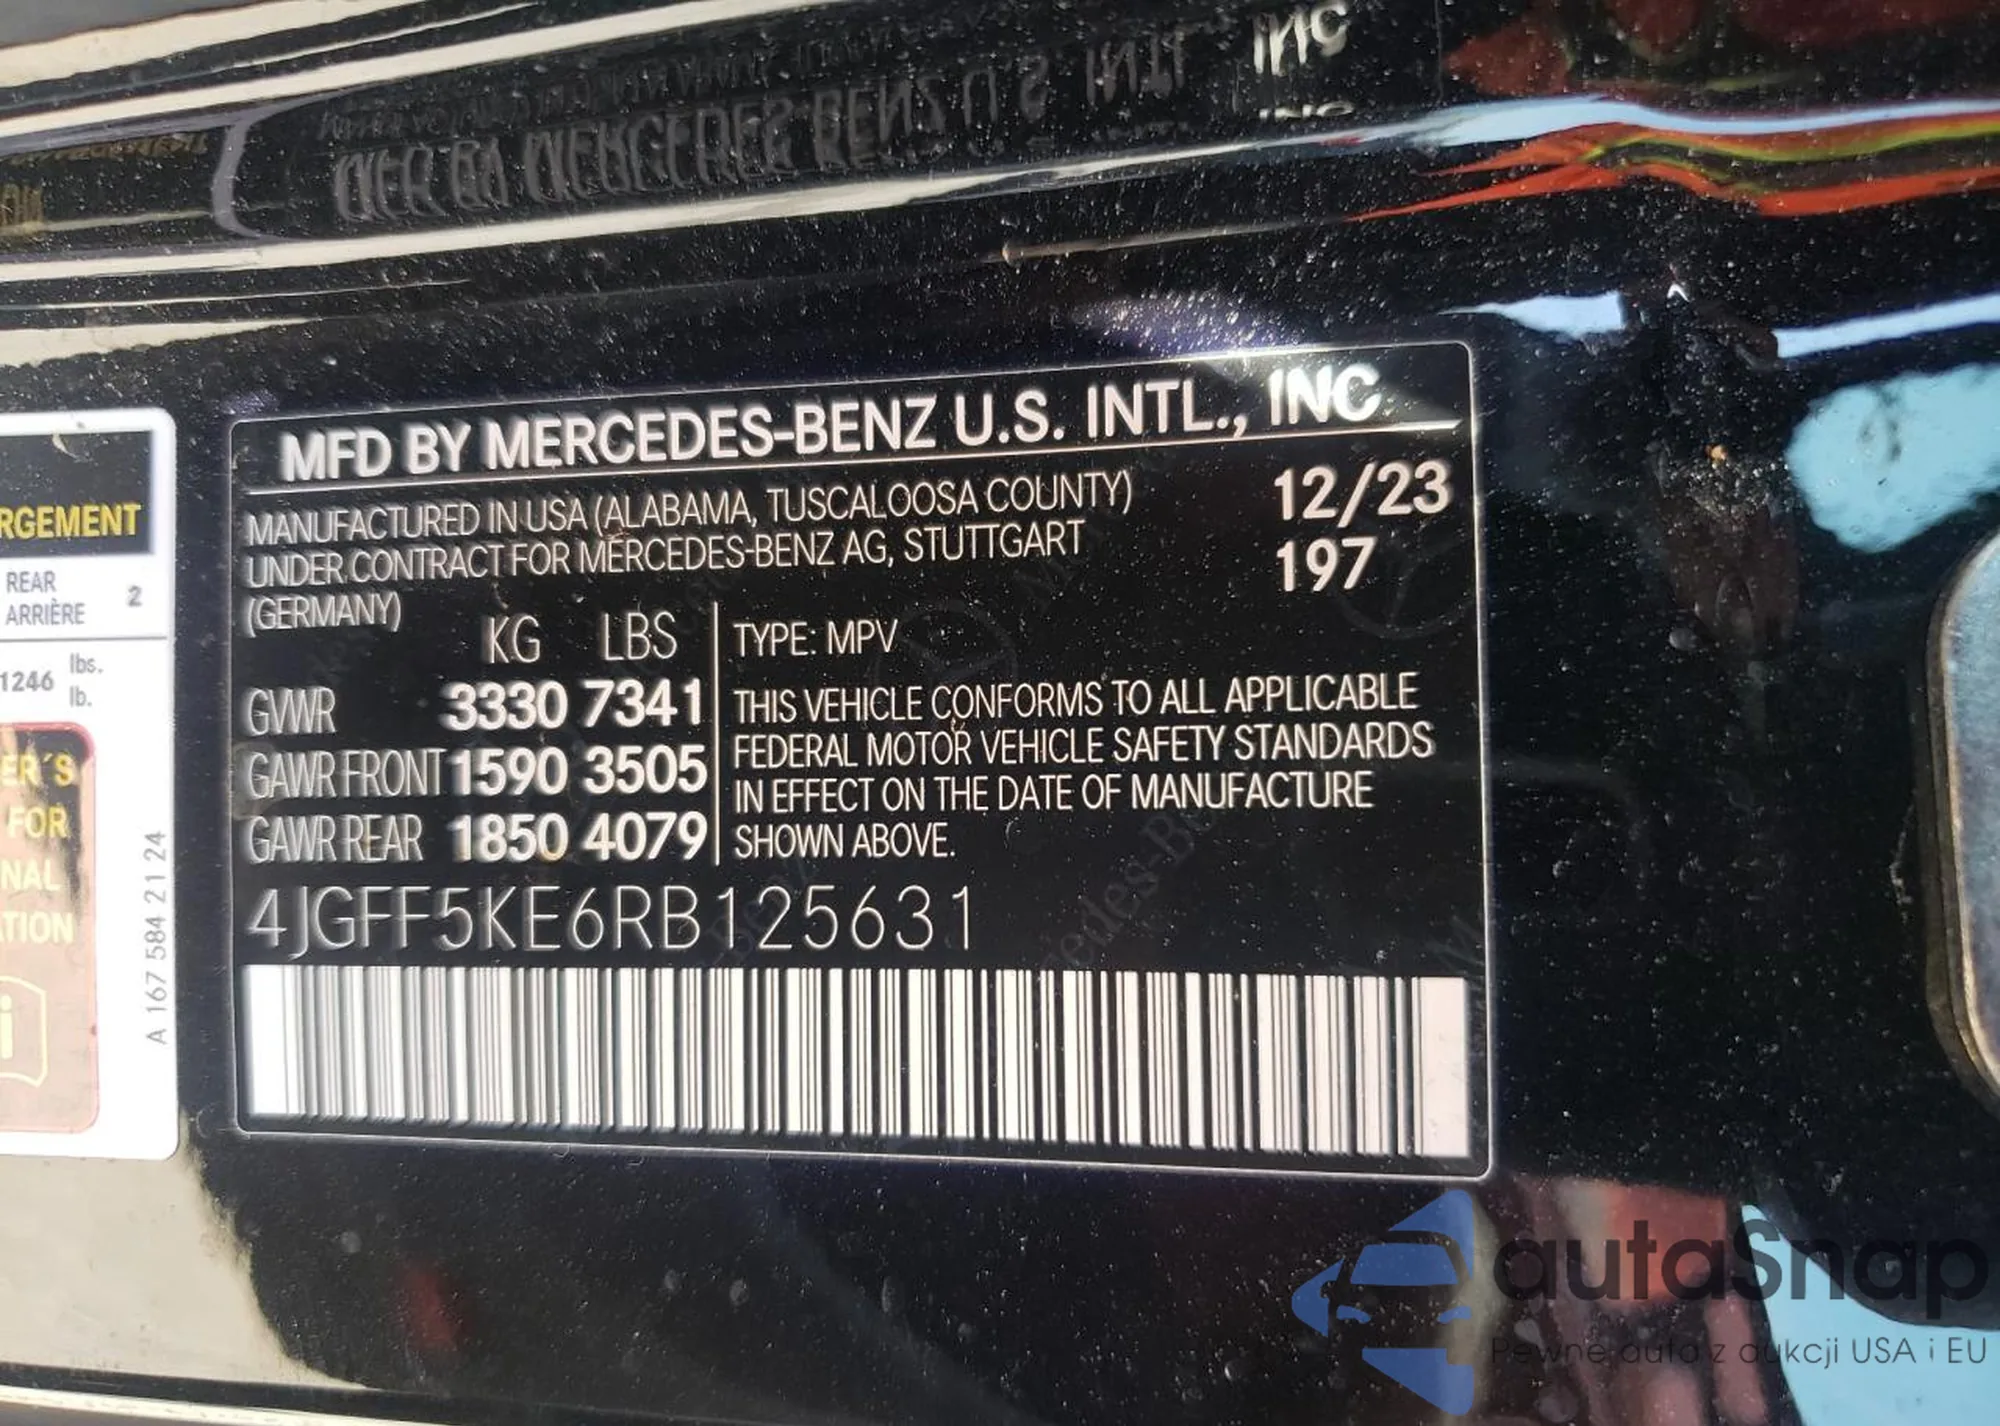 MFD BY MERCEDES-BENZ U.S. INTL., INC
MANUFACTURED IN USA (ALABAMA, TUSCALOOSA COUNTY)
UNDER CONTRACT FOR MERCEDES-BENZ AG, STUTTGART
(GERMANY)
12/23
197
KG LBS
GVWR 3330 7341
GAWR FRONT 1590 3505
GAWR REAR 1850 4079
TYPE: MPV
THIS VEHICLE CONFORMS TO ALL APPLICABLE
FEDERAL MOTOR VEHICLE SAFETY STANDARDS
IN EFFECT ON THE DATE OF MANUFACTURE
SHOWN ABOVE.
4JGFF5KE6RB125631
RGEMENT
REAR
ARRIÈRE 2
1246 lbs.
lb.
ER´S
FOR
NAL
ATION
A 167 584 21 24
autaSnap
Pewne auta z aukcji USA i EU